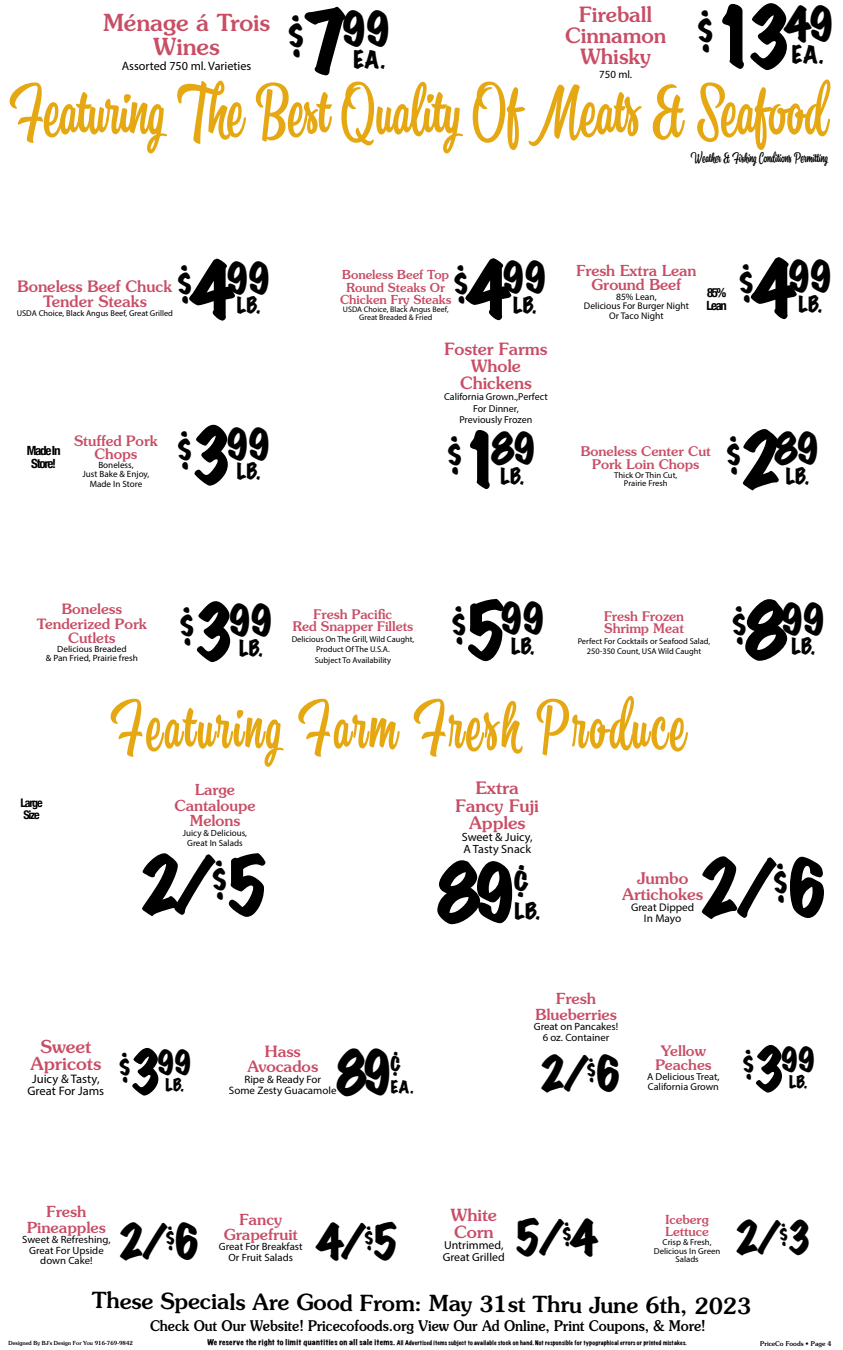 Ménage á Trois
Wines
Assorted 750 ml. Varieties
$7.99
EA.
Fireball
Cinnamon
Whisky
750 ml.
$13.49
EA.
Featuring The Best Quality Of Meats & Seafood
Weather & Fishing Conditions Permitting
Boneless Beef Chuck
Tender Steaks
USDA Choice, Black Angus Beef, Great Grilled
$4.99
LB.
Boneless Beef Top
Round Steaks Or
Chicken Fry Steaks
USDA Choice, Black Angus Beef,
Great Breaded & Fried
$4.99
LB.
Fresh Extra Lean
Ground Beef
85% Lean,
Delicious For Burger Night
Or Taco Night
85%
Lean
$4.99
LB.
Made In
Store!
Stuffed Pork
Chops
Boneless,
Just Bake & Enjoy,
Made In Store
$3.99
LB.
Foster Farms
Whole
Chickens
California Grown.,Perfect
For Dinner,
Previously Frozen
$1.89
LB.
Boneless Center Cut
Pork Loin Chops
Thick Or Thin Cut,
Prairie Fresh
$2.89
LB.
Boneless
Tenderized Pork
Cutlets
Delicious Breaded
& Pan Fried, Prairie fresh
$3.99
LB.
Fresh Pacific
Red Snapper Fillets
Delicious On The Grill, Wild Caught,
Product Of The U.S.A.
Subject To Availability
$5.99
LB.
Fresh Frozen
Shrimp Meat
Perfect For Cocktails or Seafood Salad,
250-350 Count, USA Wild Caught
$8.99
LB.
Featuring Farm Fresh Produce
Large
Size
Large
Cantaloupe
Melons
Juicy & Delicious,
Great In Salads
2/$5
Extra
Fancy Fuji
Apples
Sweet & Juicy,
A Tasty Snack
89¢
LB.
Jumbo
Artichokes
Great Dipped
In Mayo
2/$6
Sweet
Apricots
Juicy & Tasty,
Great For Jams
$3.99
LB.
Hass
Avocados
Ripe & Ready For
Some Zesty Guacamole
89¢
EA.
Fresh
Blueberries
Great on Pancakes!
6 oz. Container
2/$6
Yellow
Peaches
A Delicious Treat,
California Grown
$3.99
LB.
Fresh
Pineapples
Sweet & Refreshing,
Great For Upside
down Cake!
2/$6
Fancy
Grapefruit
Great For Breakfast
Or Fruit Salads
4/$5
White
Corn
Untrimmed,
Great Grilled
5/$4
Iceberg
Lettuce
Crisp & Fresh,
Delicious In Green
Salads
2/$3
These Specials Are Good From: May 31st Thru June 6th, 2023
Check Out Our Website! Pricecofoods.org View Our Ad Online, Print Coupons, & More!
Designed By BJ's Design For You 916-769-9842
We reserve the right to limit quantities on all sale items. All Advertised items subject to available stock on hand. Not responsible for typographical errors or printed mistakes.
PriceCo Foods • Page 4